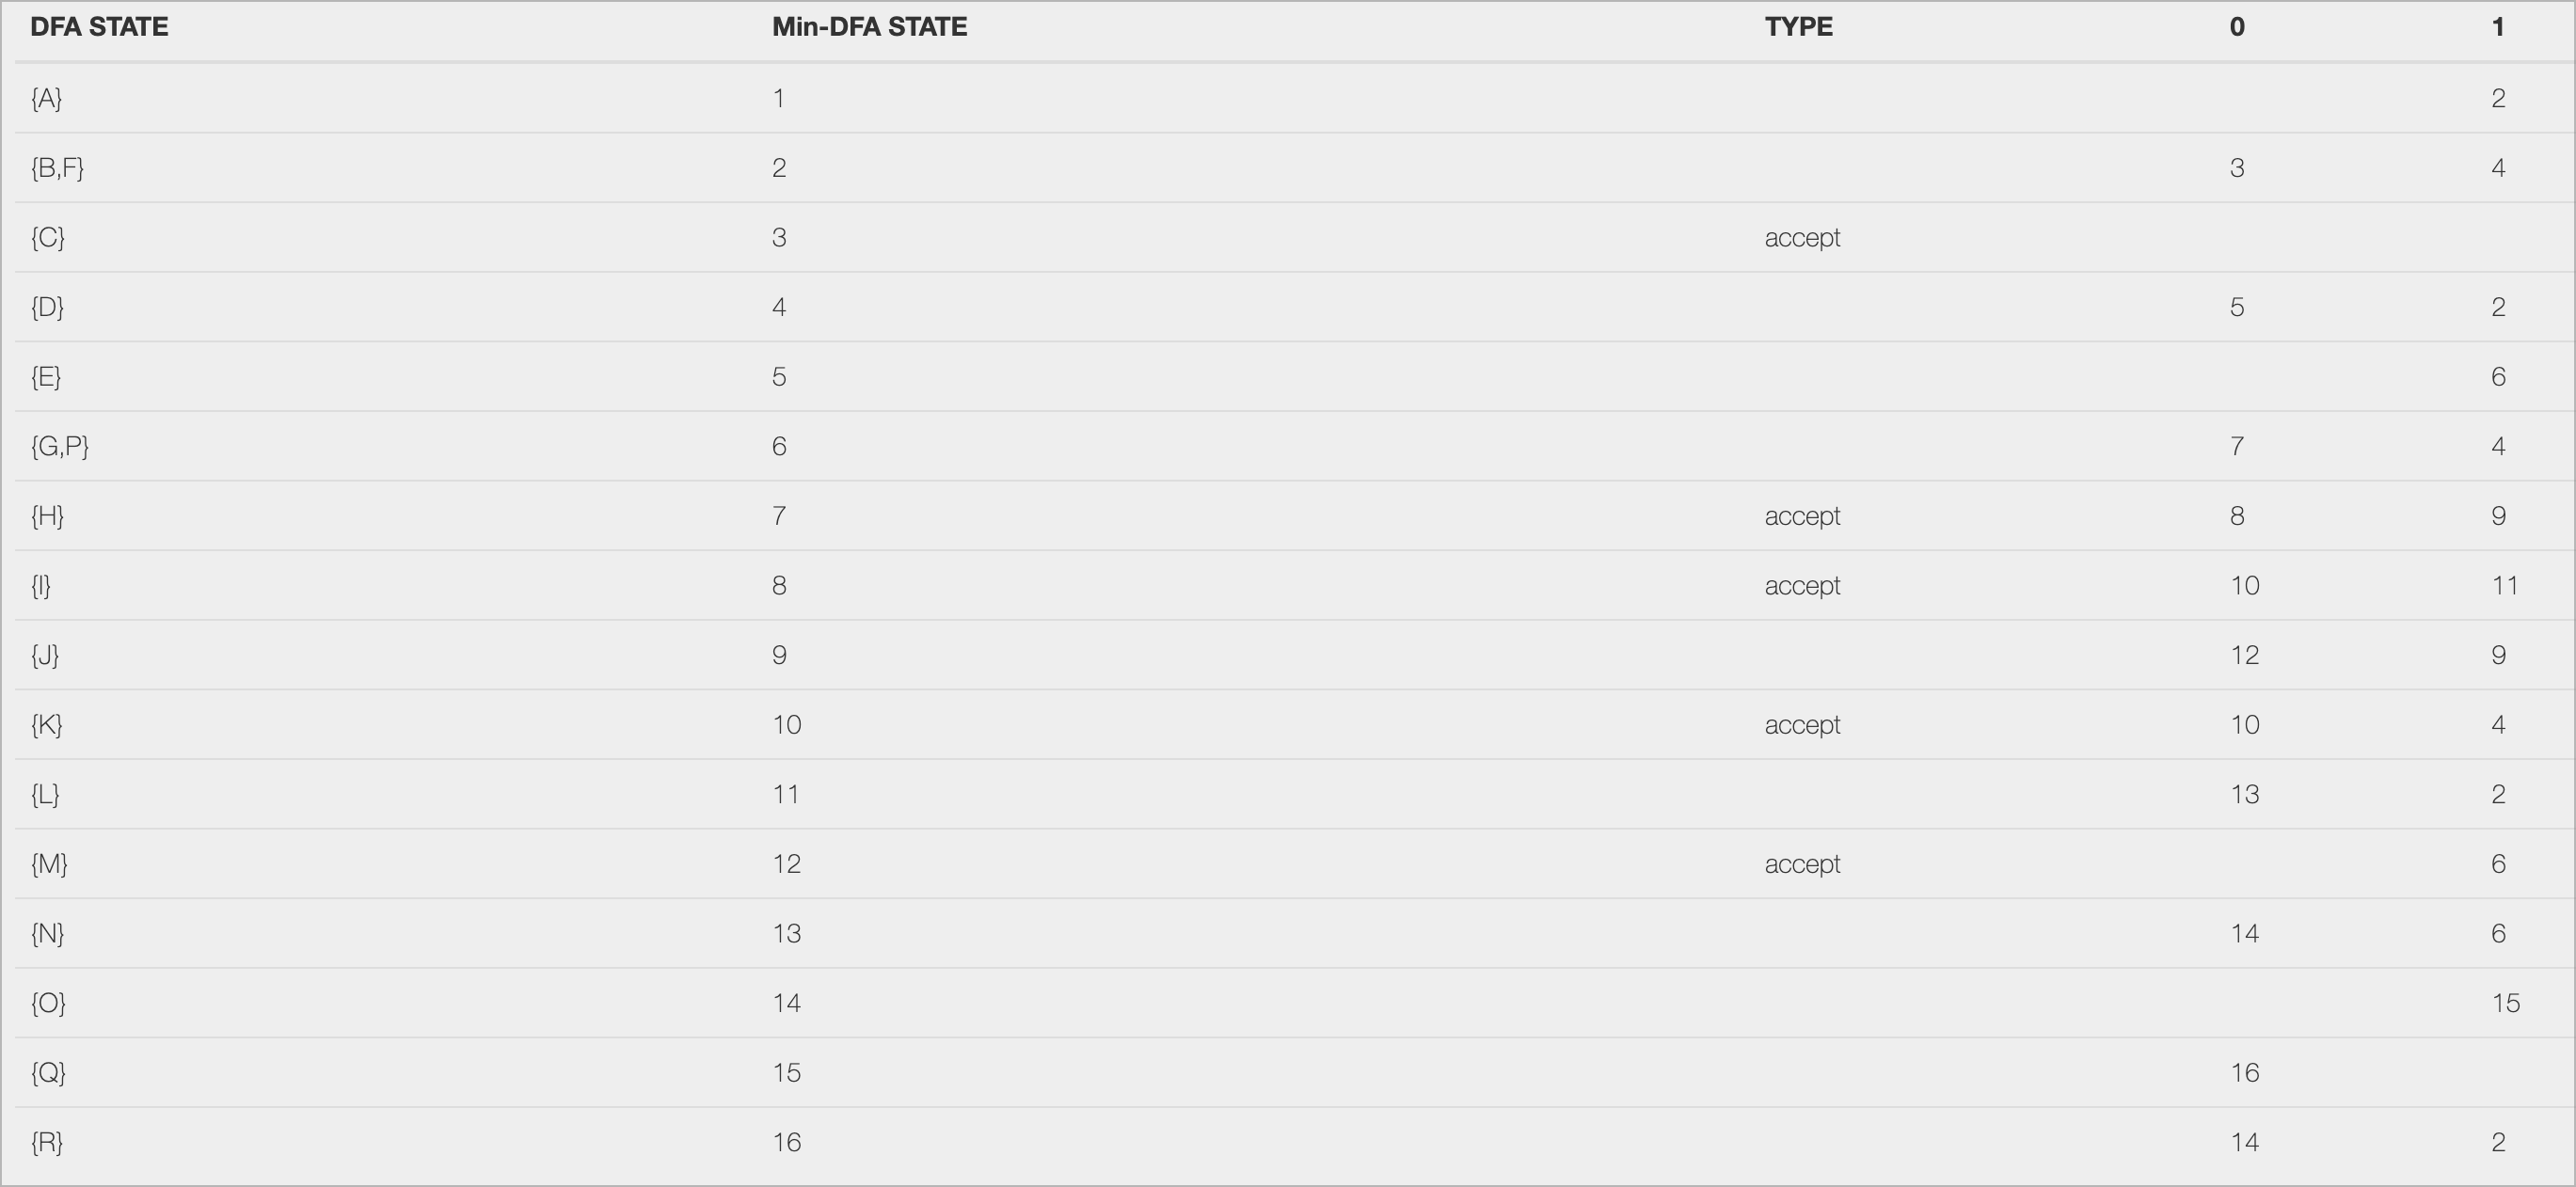 DFA STATE Min-DFA STATE TYPE 0 1
{A} 1 2
{B,F} 2 3 4
{C} 3 accept
{D} 4 5 2
{E} 5 6
{G,P} 6 7 4
{H} 7 accept 8 9
{I} 8 accept 10 11
{J} 9 12 9
{K} 10 accept 10 4
{L} 11 13 2
{M} 12 accept 6
{N} 13 14 6
{O} 14 15
{Q} 15 16
{R} 16 14 2